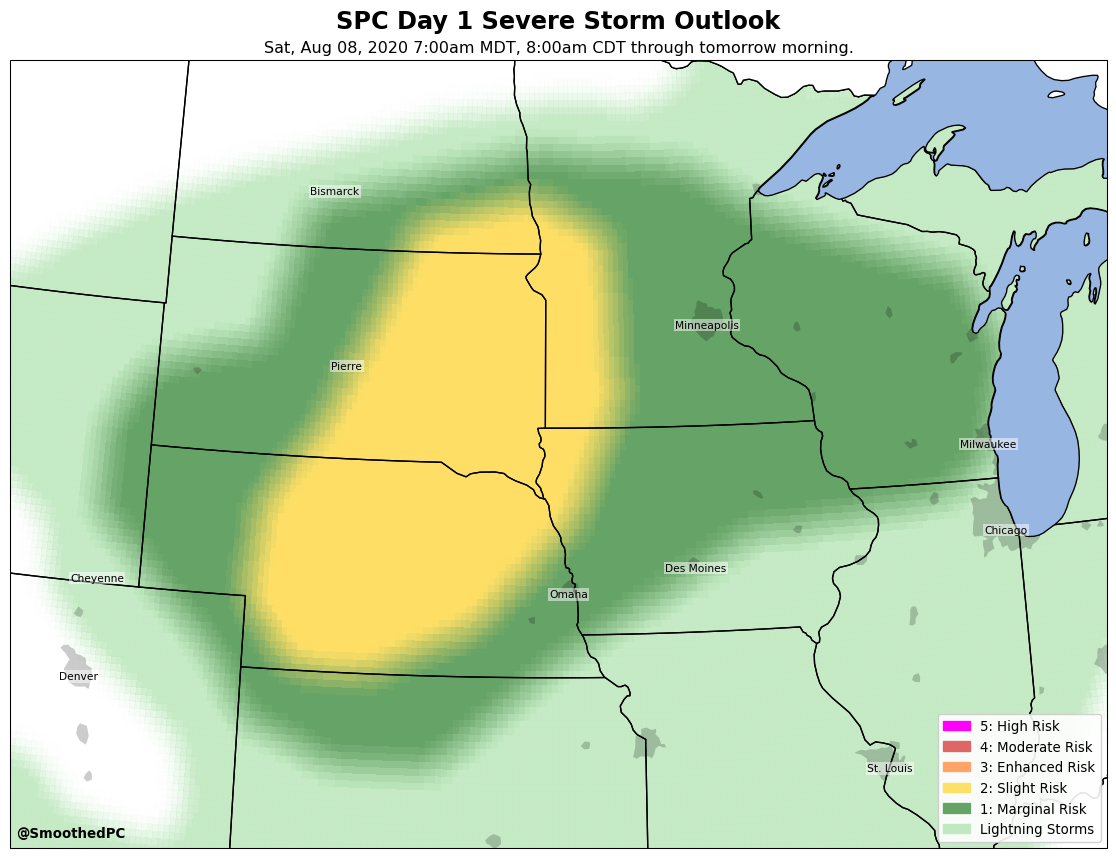 SPC Day 1 Severe Storm Outlook
Sat, Aug 08, 2020 7:00am MDT, 8:00am CDT through tomorrow morning.
Bismarck
Minneapolis
Pierre
Milwaukee
Chicago
Des Moines
Cheyenne
Omaha
Denver
St. Louis
5: High Risk
4: Moderate Risk
3: Enhanced Risk
2: Slight Risk
1: Marginal Risk
Lightning Storms
@SmoothedPC